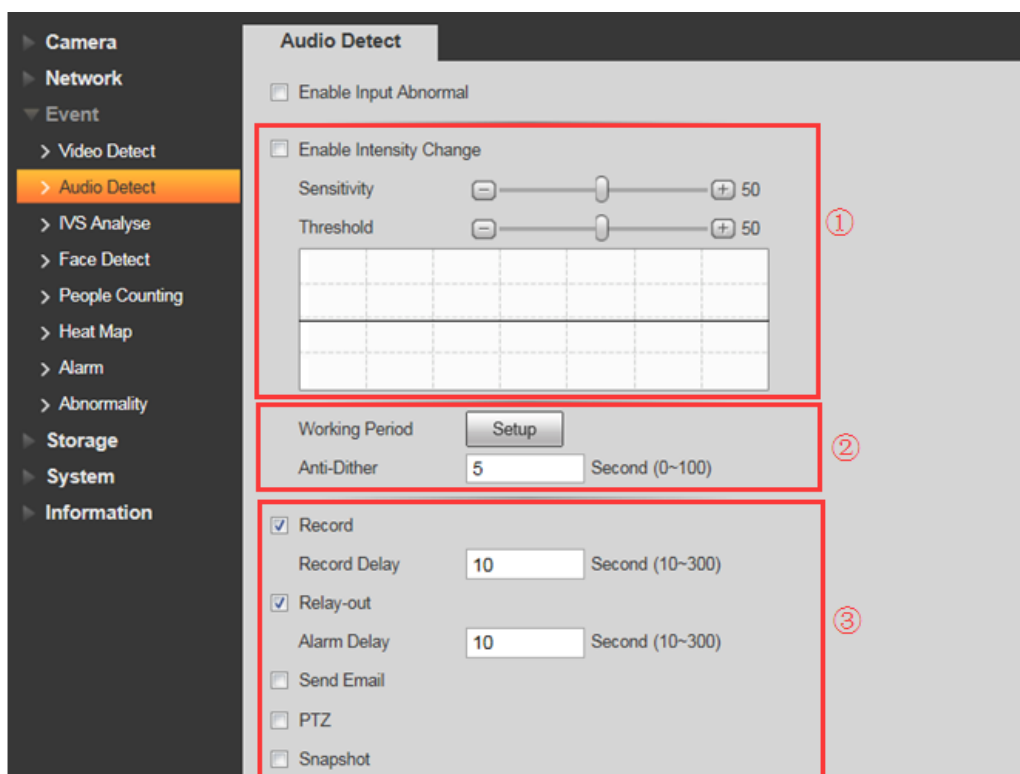 Camera
Network
Event
Video Detect
Audio Detect
IVS Analyse
Face Detect
People Counting
Heat Map
Alarm
Abnormality
Storage
System
Information
Audio Detect
Enable Input Abnormal
Enable Intensity Change
Sensitivity 50
Threshold 50
①
Working Period Setup
Anti-Dither 5 Second (0~100)
②
Record
Record Delay 10 Second (10~300)
Relay-out
Alarm Delay 10 Second (10~300)
③
Send Email
PTZ
Snapshot